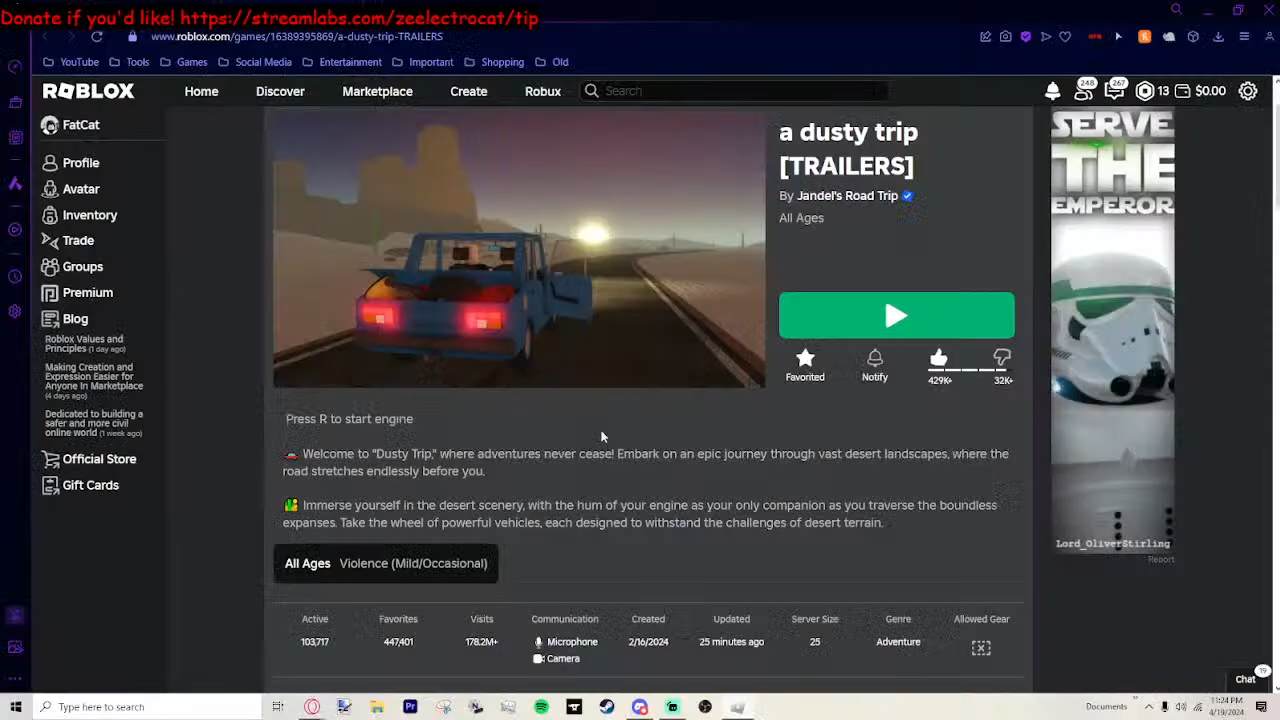 Donate if you'd like! https://streamlabs.com/zeelectrocat/tip
www.roblox.com/games/16389395869/a-dusty-trip-TRAILERS
YouTube Tools Games Social Media Entertainment Important Shopping Old
ROBLOX Home Discover Marketplace Create Robux Search 248 267 13 $0.00
FatCat
Profile
Avatar
Inventory
Trade
Groups
Premium
Blog
Roblox Values and
Principles (1 day ago)
Making Creation and
Expression Easier for
Anyone In Marketplace
(4 days ago)
Dedicated to building a
safer and more civil
online world (1 week ago)
Official Store
Gift Cards
a dusty trip
[TRAILERS]
By Jandel's Road Trip
All Ages
Favorited Notify 429K+ 32K+
Press R to start engine
Welcome to "Dusty Trip," where adventures never cease! Embark on an epic journey through vast desert landscapes, where the
road stretches endlessly before you.
Immerse yourself in the desert scenery, with the hum of your engine as your only companion as you traverse the boundless
expanses. Take the wheel of powerful vehicles, each designed to withstand the challenges of desert terrain.
All Ages Violence (Mild/Occasional)
Active Favorites Visits Communication Created Updated Server Size Genre Allowed Gear
103,717 447,401 178.2M+ Microphone 2/16/2024 25 minutes ago 25 Adventure
Camera
SERVE
THE
EMPEROR
Lord_OliverStirling
Report
Chat 19
Type here to search
Documents
11:24 PM
4/19/2024